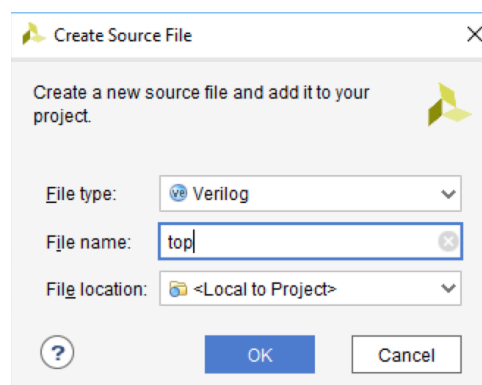 Create Source File
Create a new source file and add it to your
project.
File type: Verilog
File name: top
File location: <Local to Project>
? OK Cancel